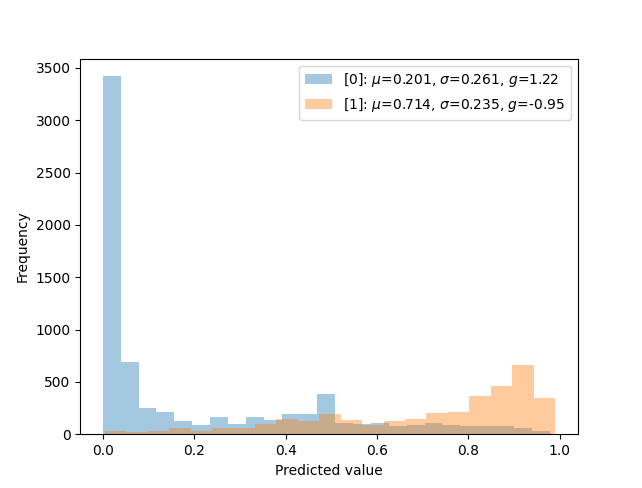 [0]: μ=0.201, σ=0.261, g=1.22
[1]: μ=0.714, σ=0.235, g=-0.95
3500
3000
2500
2000
1500
1000
500
0
Frequency
0.0 0.2 0.4 0.6 0.8 1.0
Predicted value